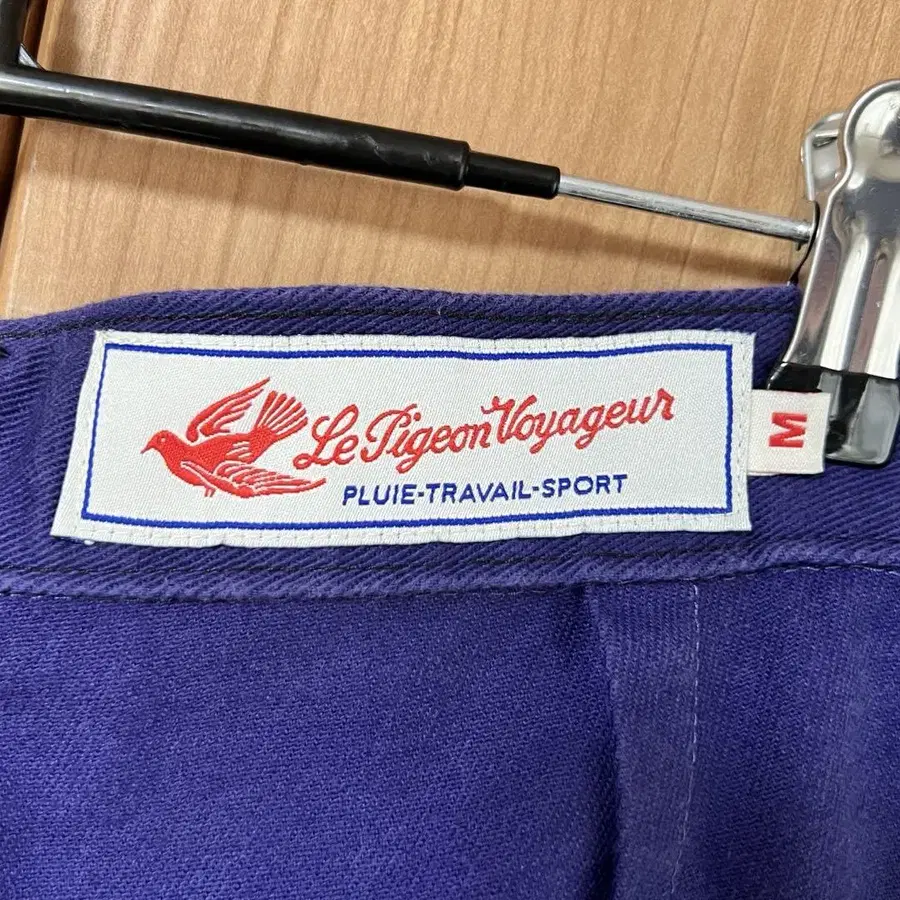 Le Pigeon Voyageur
PLUIE-TRAVAIL-SPORT
M